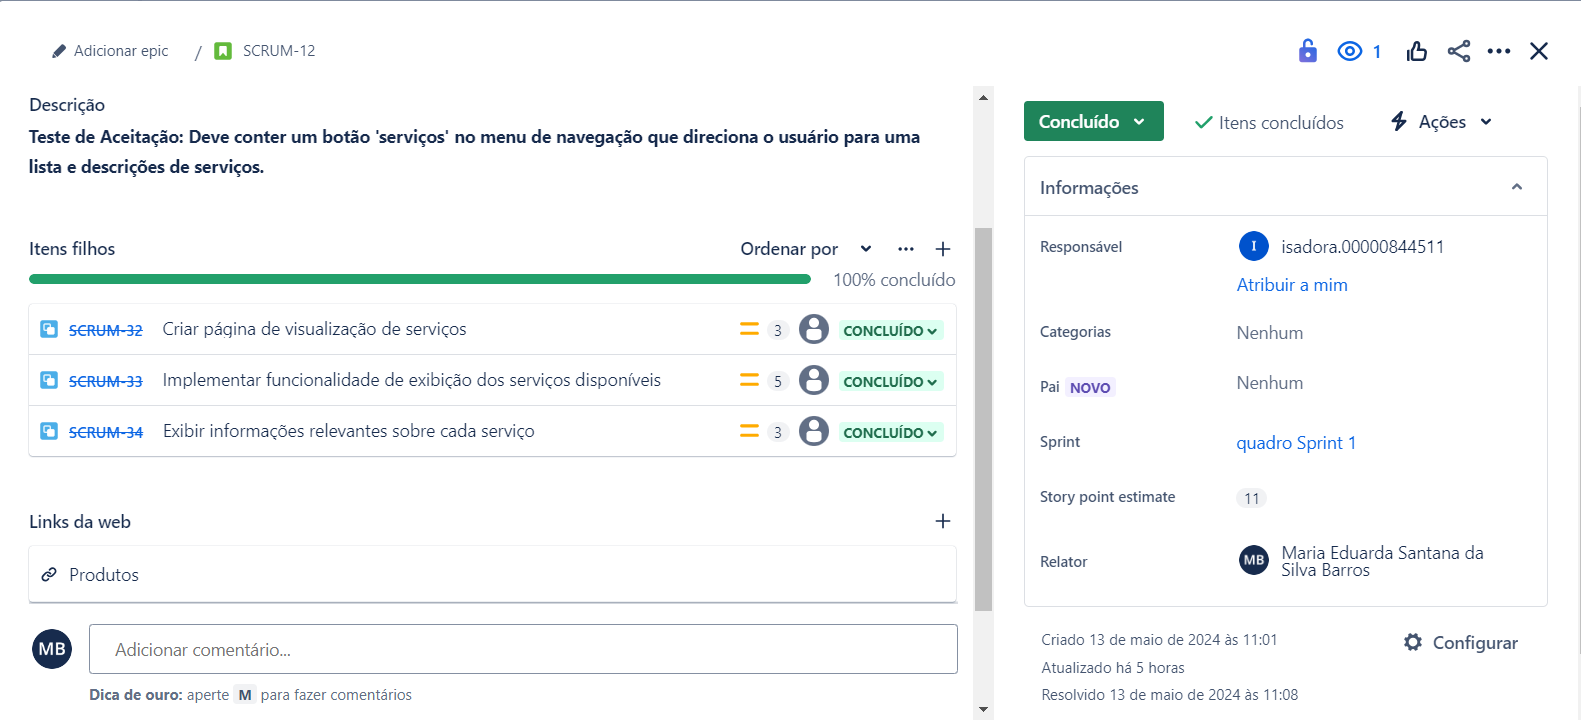 Adicionar epic / SCRUM-12
1
Descrição
Teste de Aceitação: Deve conter um botão 'serviços' no menu de navegação que direciona o usuário para uma
lista e descrições de serviços.
Itens filhos
Ordenar por
100% concluído
SCRUM-32 Criar página de visualização de serviços 3 CONCLUÍDO
SCRUM-33 Implementar funcionalidade de exibição dos serviços disponíveis 5 CONCLUÍDO
SCRUM-34 Exibir informações relevantes sobre cada serviço 3 CONCLUÍDO
Links da web
Produtos
MB Adicionar comentário...
Dica de ouro: aperte M para fazer comentários
Concluído Itens concluídos Ações
Informações
Responsável I isadora.00000844511
Atribuir a mim
Categorias Nenhum
Pai NOVO Nenhum
Sprint quadro Sprint 1
Story point estimate 11
Relator MB Maria Eduarda Santana da
Silva Barros
Criado 13 de maio de 2024 às 11:01
Configurar
Atualizado há 5 horas
Resolvido 13 de maio de 2024 às 11:08